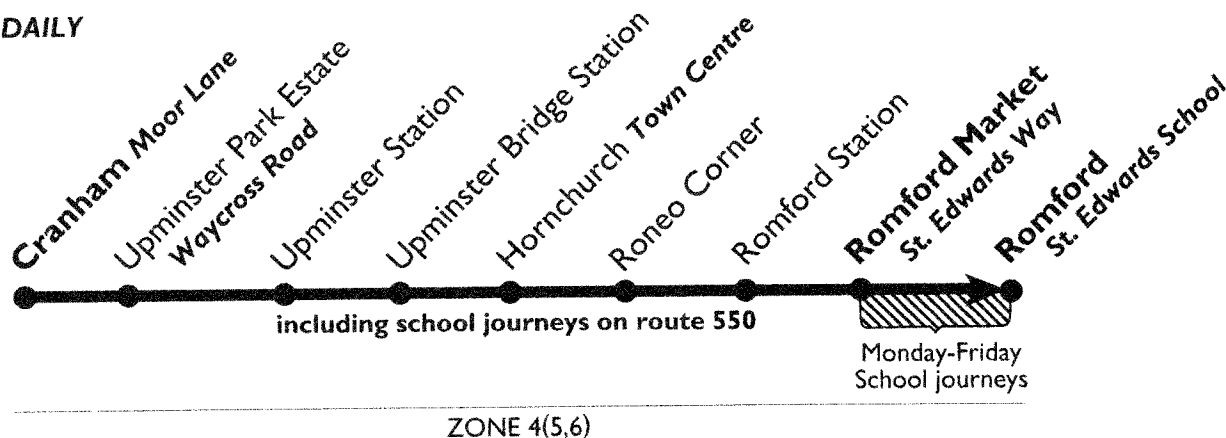 DAILY
Cranham Moor Lane
Upminster Park Estate
Waycross Road
Upminster Station
Upminster Bridge Station
Hornchurch Town Centre
Roneo Corner
Romford Station
Romford Market
St. Edwards Way
Romford
St. Edwards School
including school journeys on route 550
Monday-Friday
School journeys
ZONE 4(5,6)